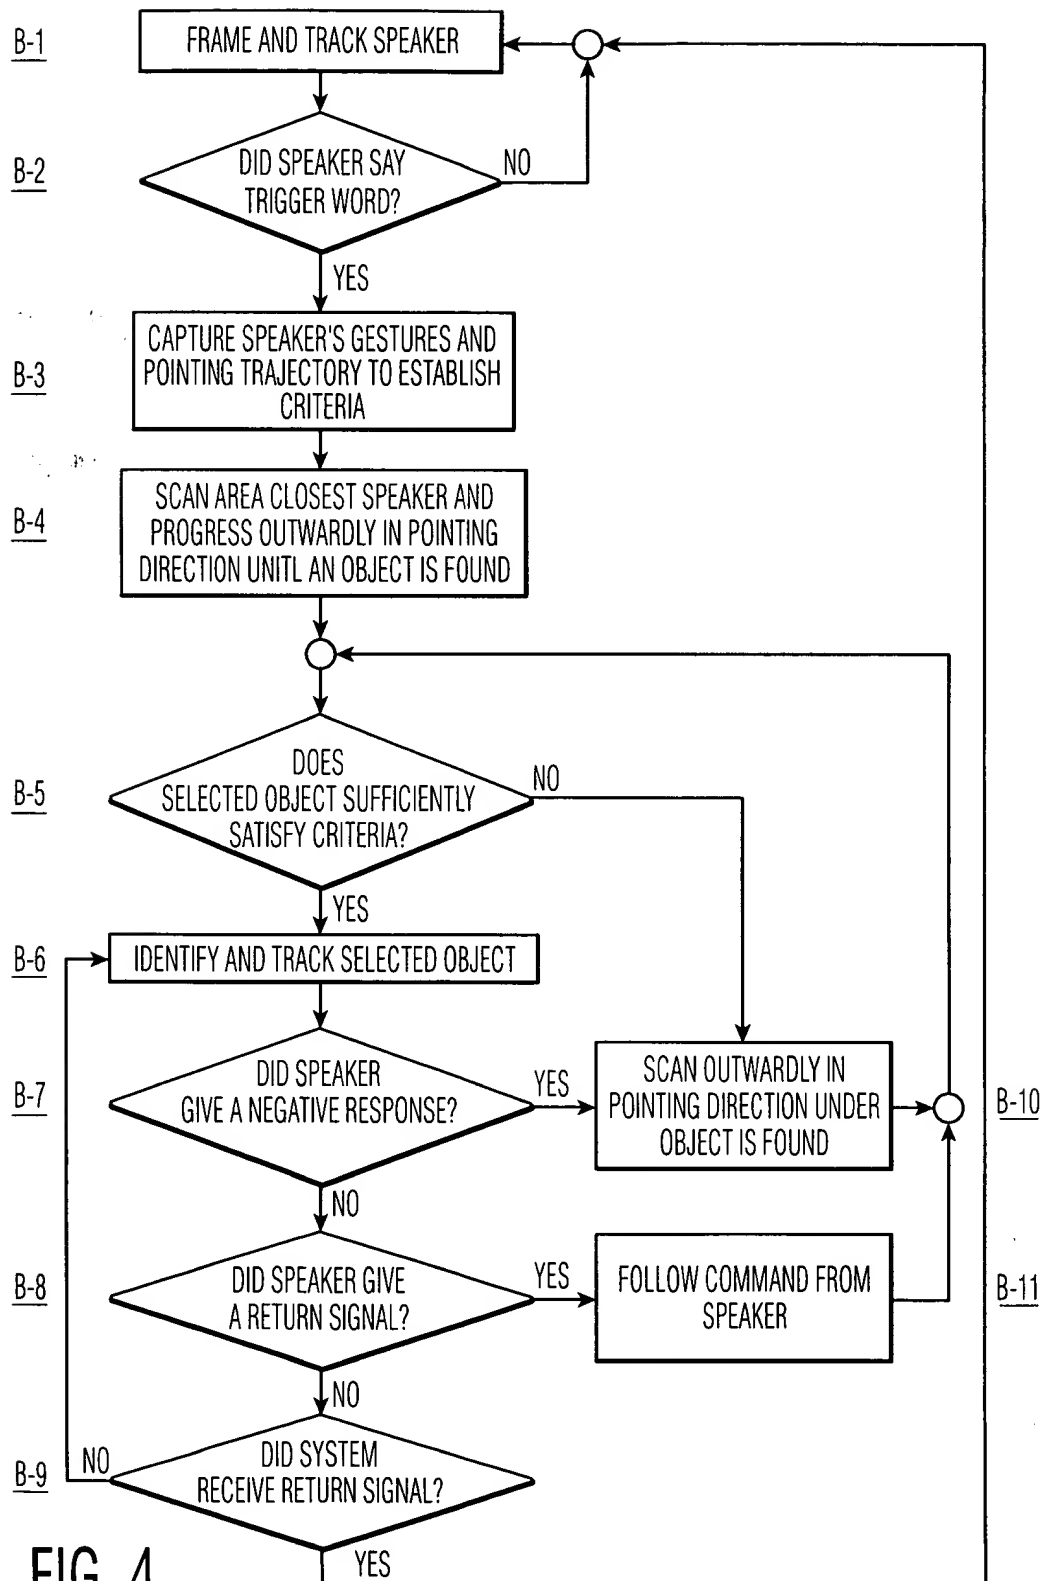 B-1
FRAME AND TRACK SPEAKER
B-2
DID SPEAKER SAY
TRIGGER WORD?
NO
YES
B-3
CAPTURE SPEAKER'S GESTURES AND
POINTING TRAJECTORY TO ESTABLISH
CRITERIA
B-4
SCAN AREA CLOSEST SPEAKER AND
PROGRESS OUTWARDLY IN POINTING
DIRECTION UNITL AN OBJECT IS FOUND
B-5
DOES
SELECTED OBJECT SUFFICIENTLY
SATISFY CRITERIA?
NO
YES
B-6
IDENTIFY AND TRACK SELECTED OBJECT
B-7
DID SPEAKER
GIVE A NEGATIVE RESPONSE?
YES
SCAN OUTWARDLY IN
POINTING DIRECTION UNDER
OBJECT IS FOUND
B-10
NO
B-8
DID SPEAKER GIVE
A RETURN SIGNAL?
YES
FOLLOW COMMAND FROM
SPEAKER
B-11
NO
B-9
NO
DID SYSTEM
RECEIVE RETURN SIGNAL?
YES
FIG. 4